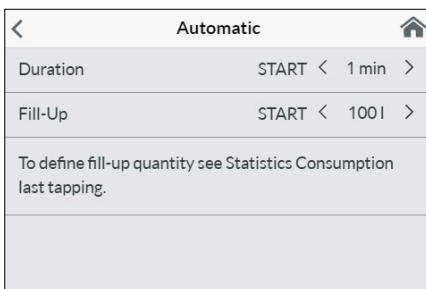 Automatic
Duration START < 1 min >
Fill-Up START < 100 l >
To define fill-up quantity see Statistics Consumption
last tapping.